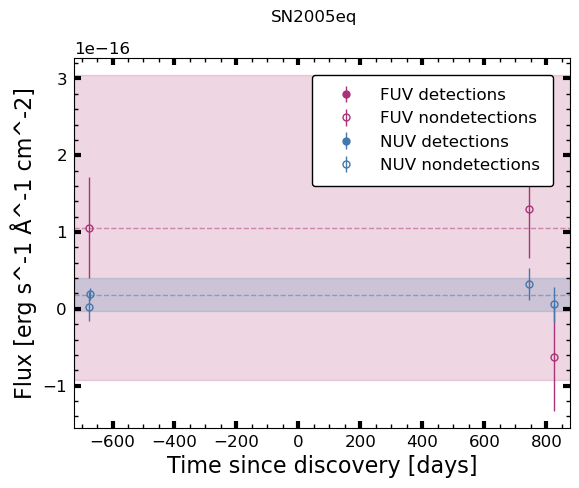 SN2005eq
1e−16
Flux [erg s^-1 Å^-1 cm^-2]
3
2
1
0
−1
FUV detections
FUV nondetections
NUV detections
NUV nondetections
−600 −400 −200 0 200 400 600 800
Time since discovery [days]